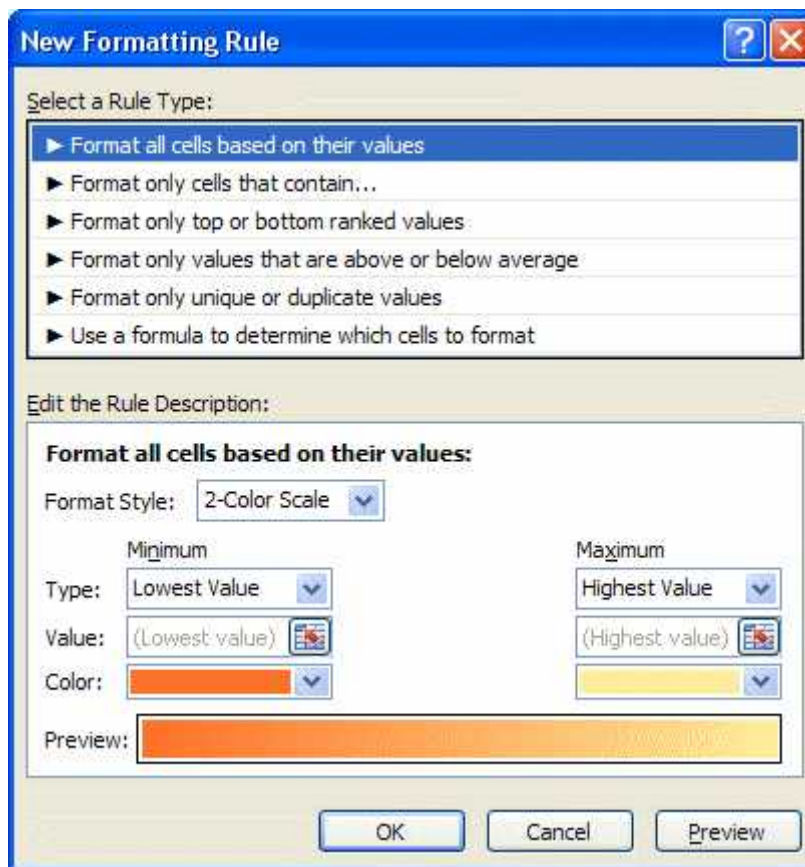 New Formatting Rule
Select a Rule Type:
► Format all cells based on their values
► Format only cells that contain...
► Format only top or bottom ranked values
► Format only values that are above or below average
► Format only unique or duplicate values
► Use a formula to determine which cells to format
Edit the Rule Description:
Format all cells based on their values:
Format Style: 2-Color Scale
Minimum Maximum
Type: Lowest Value Highest Value
Value: (Lowest value) (Highest value)
Color:
Preview:
OK Cancel Preview